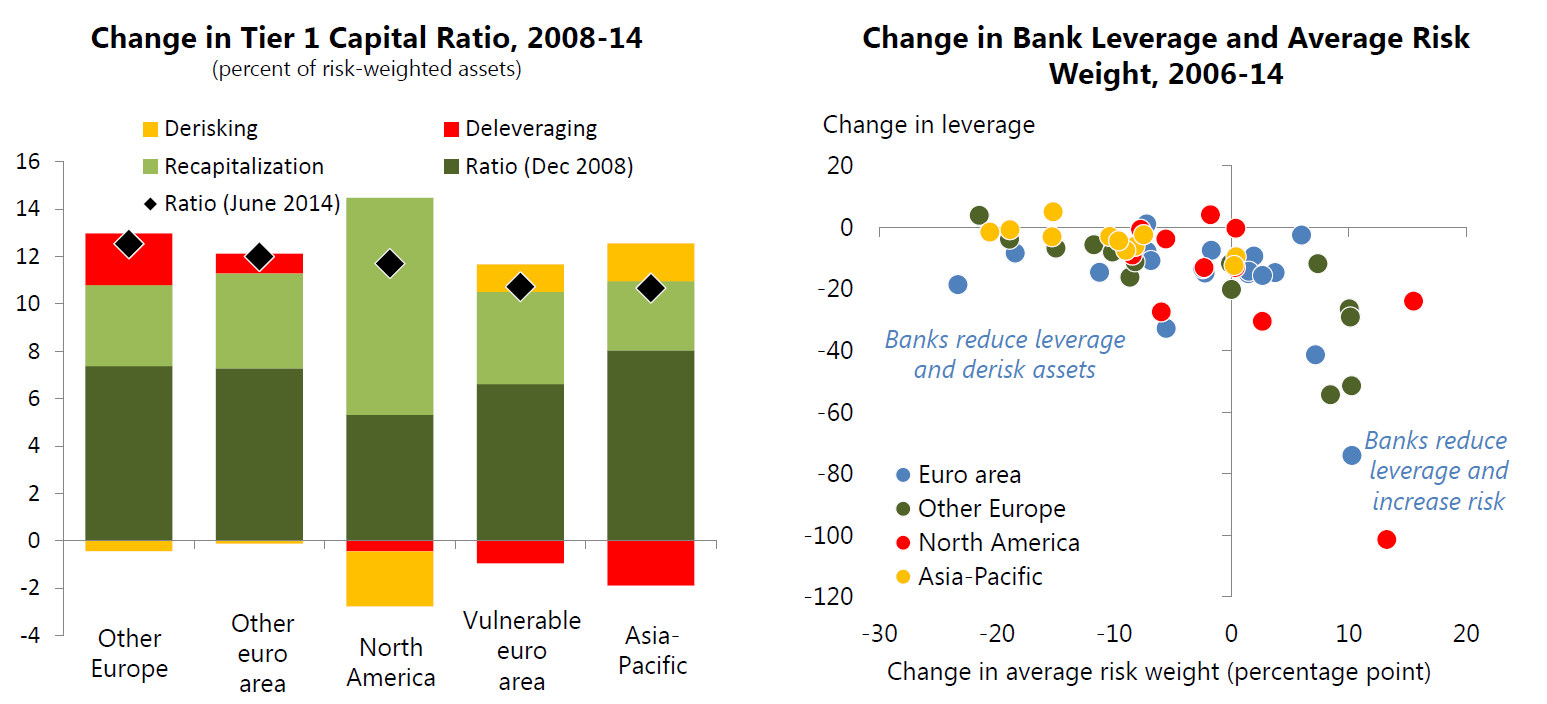 Change in Tier 1 Capital Ratio, 2008-14
(percent of risk-weighted assets)
Derisking
Deleveraging
Recapitalization
Ratio (Dec 2008)
Ratio (June 2014)
16
14
12
10
8
6
4
2
0
-2
-4
Other
Europe
Other
euro
area
North
America
Vulnerable
euro
area
Asia-
Pacific
Change in Bank Leverage and Average Risk
Weight, 2006-14
Change in leverage
20
0
-20
-40
-60
-80
-100
-120
Banks reduce leverage
and derisk assets
Banks reduce
leverage and
increase risk
Euro area
Other Europe
North America
Asia-Pacific
-30
-20
-10
0
10
20
Change in average risk weight (percentage point)